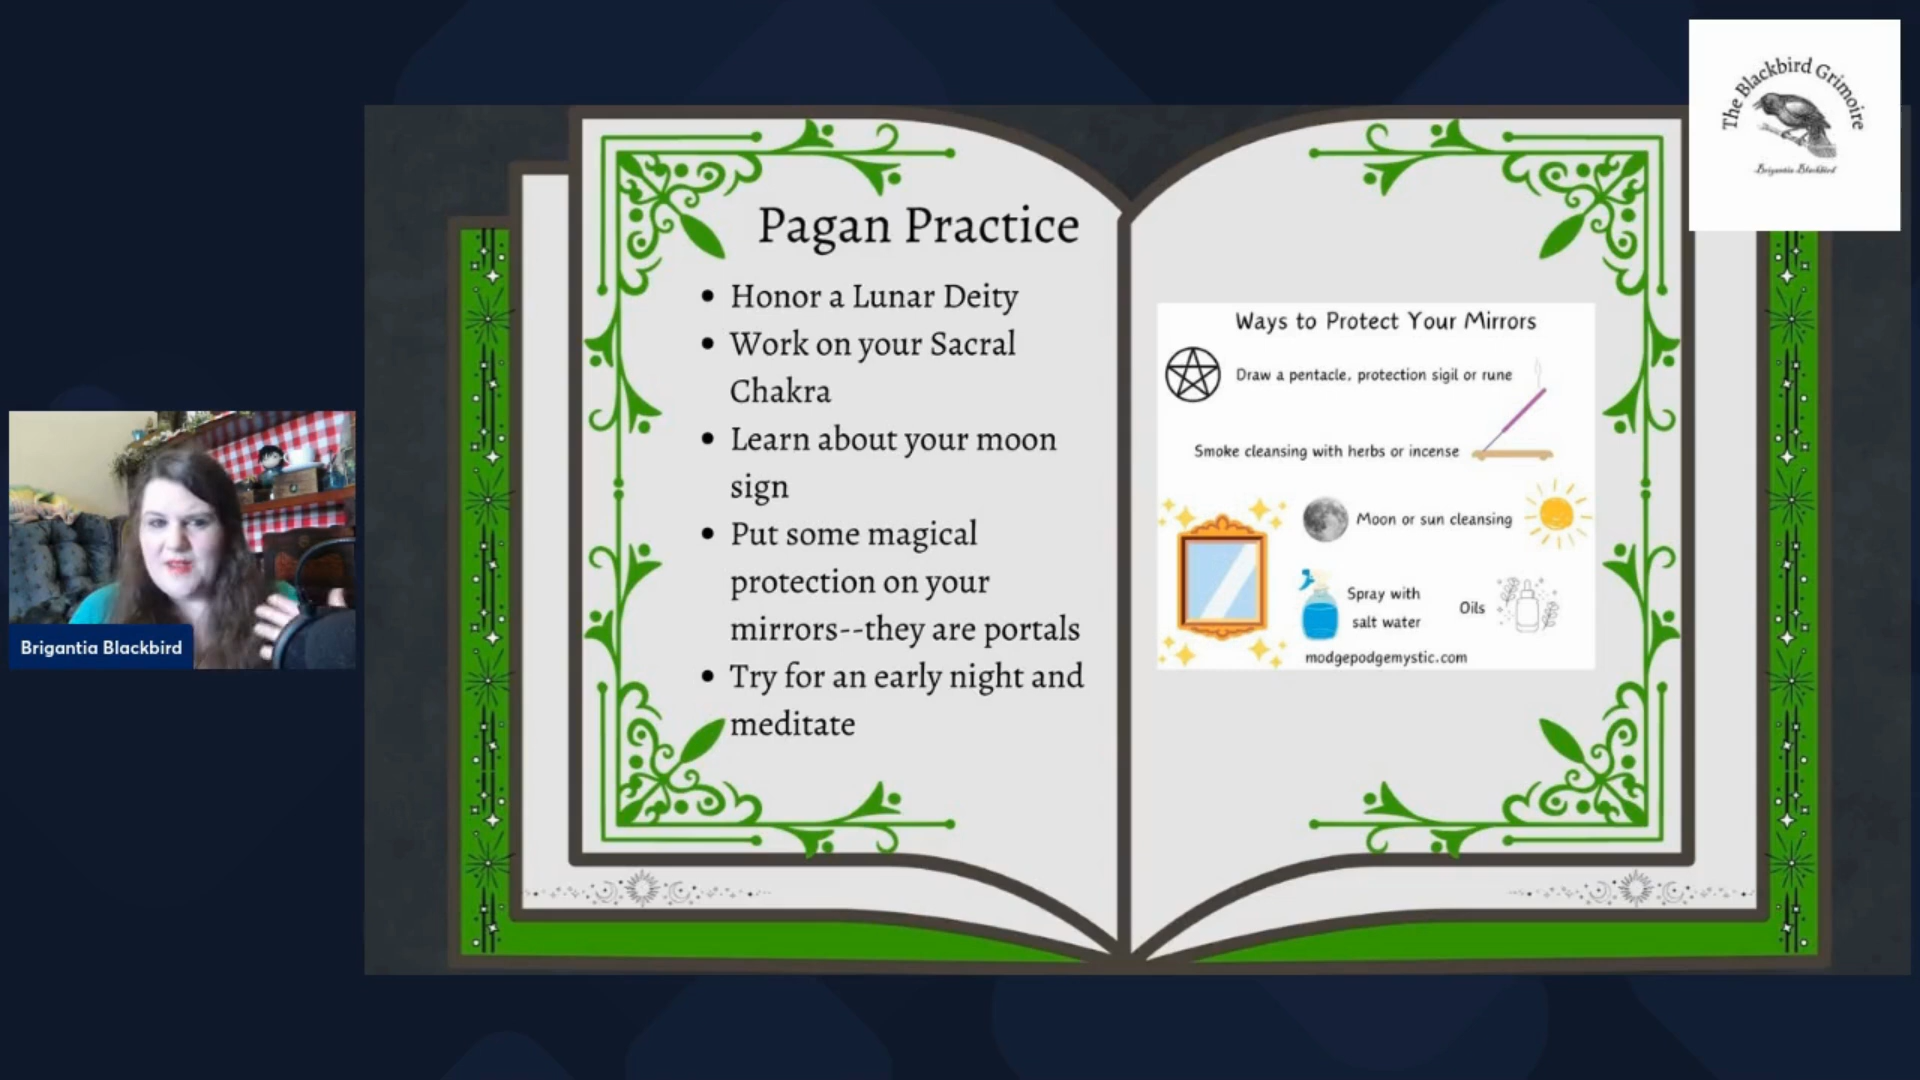 The Blackbird Grimoire
Brigantia Blackbird
Pagan Practice
• Honor a Lunar Deity
• Work on your Sacral
Chakra
• Learn about your moon
sign
• Put some magical
protection on your
mirrors--they are portals
• Try for an early night and
meditate
Ways to Protect Your Mirrors
Draw a pentacle, protection sigil or rune
Smoke cleansing with herbs or incense
Moon or sun cleansing
Spray with
salt water
Oils
modgepodgemystic.com
Brigantia Blackbird